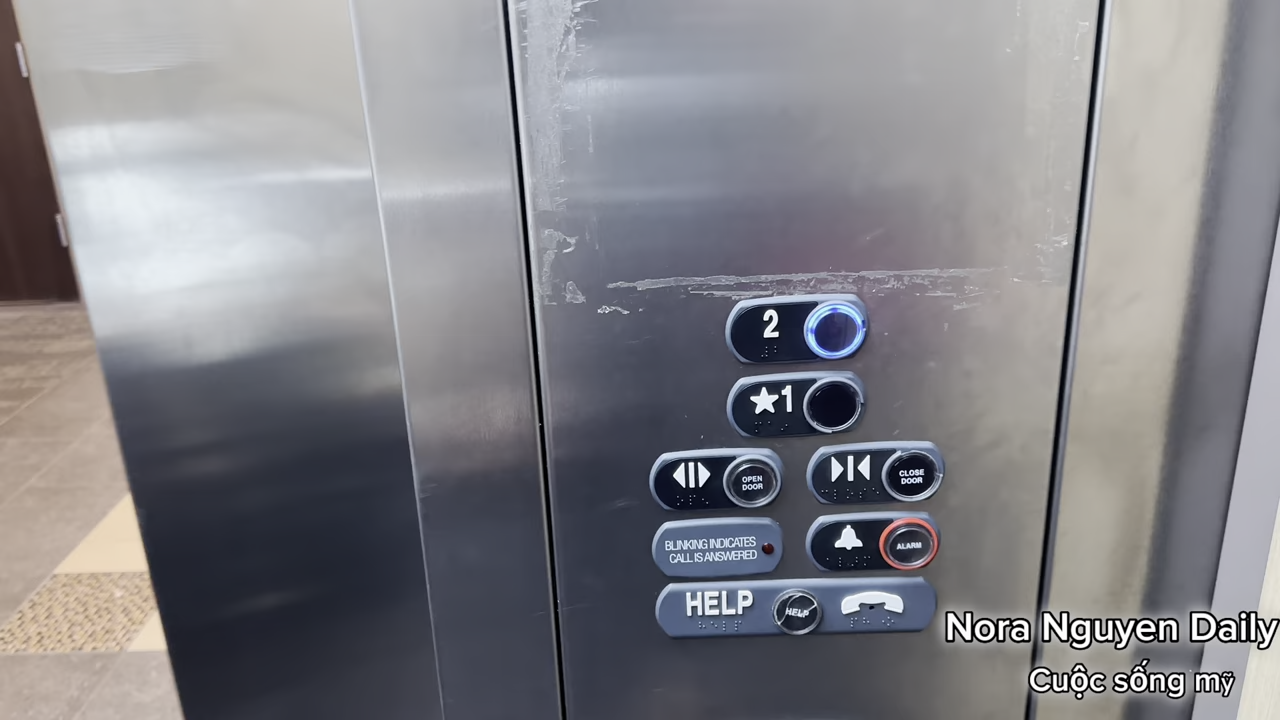 2
★1
OPEN
DOOR
CLOSE
DOOR
BLINKING INDICATES
CALL IS ANSWERED
ALARM
HELP
HELP
Nora Nguyen Daily
Cuộc sống mỹ